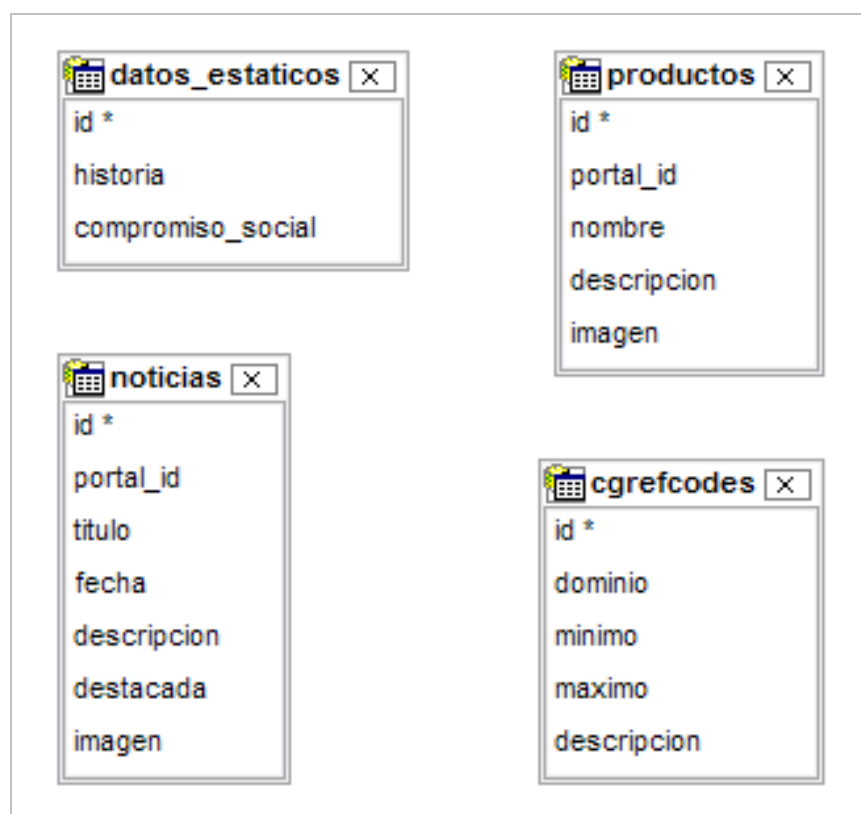 datos_estaticos
id *
historia
compromiso_social
productos
id *
portal_id
nombre
descripcion
imagen
noticias
id *
portal_id
titulo
fecha
descripcion
destacada
imagen
cgrefcodes
id *
dominio
minimo
maximo
descripcion